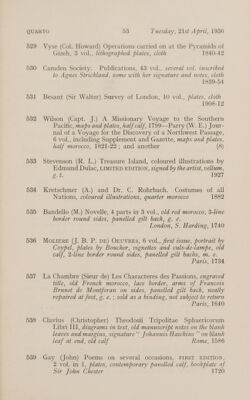 QUARTO 53 Tuesday, 21st April, 1936
529 Vyse (Col. Howard) Operations carried on at the Pyramids of
Gizeh, 3 vol., lithographed plates, cloth 1840-42
530 Camden Society. Publications, 43 vol., several vol. inscribed
to Agnes Strickland, some with her signature and notes, cloth
1839-54
531 Besant (Sir Walter) Survey of London, 10 vol., plates, cloth
1908-12
532 Wilson (Capt. J.) A Missionary Voyage to the Southern
Pacific, maps and plates, half calf, 1799—Parry (W. E.) Jour-
nal of a Voyage for the Discovery of a Northwest Passage,
6 vol., including Supplement and Gazette, maps and plates,
half morocco, 1821-22; and another (8)
533 Stevenson (R. L.) Treasure Island, coloured illustrations by
Edmund Dulac, LIMITED EDITION, signed by the artist, vellum,
g. t. 1927
534 Kretschmer (A.) and Dr. C. Rohrbach. Costumes of all
Nations, coloured illustrations, quarter morocco 1882
535 Bandello (M.) Novelle, 4 parts in 3 vol., old red morocco, 3-line
border round sides, panelled gilt back, g. e.
London, S. Harding, 1740
536 MOLIERE (J. B. P. DE) OEUVRES, 6 vol., first issue, portrait by
Coypel, plates by Boucher, vignettes and culs-de-lampe, old
calf, 3-line border round sides, panelled gilt backs, m. e.
Paris, 1734
537 La Chambre (Sieur de) Les Characteres des Passions, engraved
title, old French morocco, lace border, arms of Francois
Brunet de Montforan on sides, panelled gilt back, neatly
repaired at foot, g. e.: sold as a binding, not subject to return
Paris, 1640
538 Clavius (Christopher) Theodosii Tripolitae Sphaericorum
Libri III, diagrams in text, old manuscript notes on the blank
leaves and margins, signature "Johannis Hawkins" on blank
leaf at end, old calf Rome, 1586
539 Gay (John) Poems on several occasions, FIRST EDITION,
2 vol. in 1, plates, contemporary panelled calf, bookplate of
Sir John Chester 1720